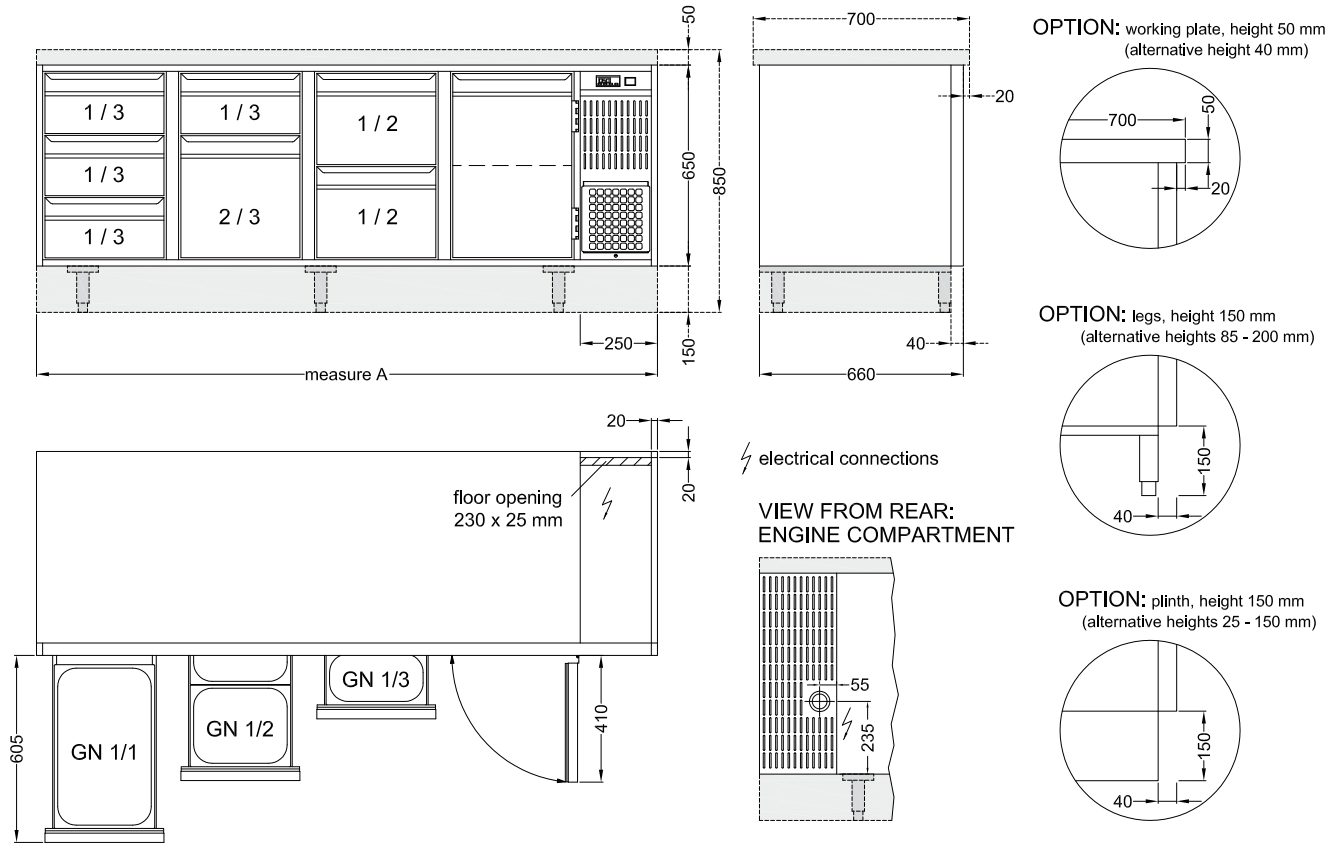 50
700
OPTION: working plate, height 50 mm
(alternative height 40 mm)
1 / 3
1 / 3
1 / 2
20
700
50
1 / 3
650
850
20
2 / 3
1 / 2
1 / 3
OPTION: legs, height 150 mm
(alternative heights 85 - 200 mm)
250
150
40
measure A
660
20
20
floor opening
230 x 25 mm
electrical connections
150
40
VIEW FROM REAR:
ENGINE COMPARTMENT
OPTION: plinth, height 150 mm
(alternative heights 25 - 150 mm)
GN 1/3
55
GN 1/2
GN 1/1
605
410
235
150
40